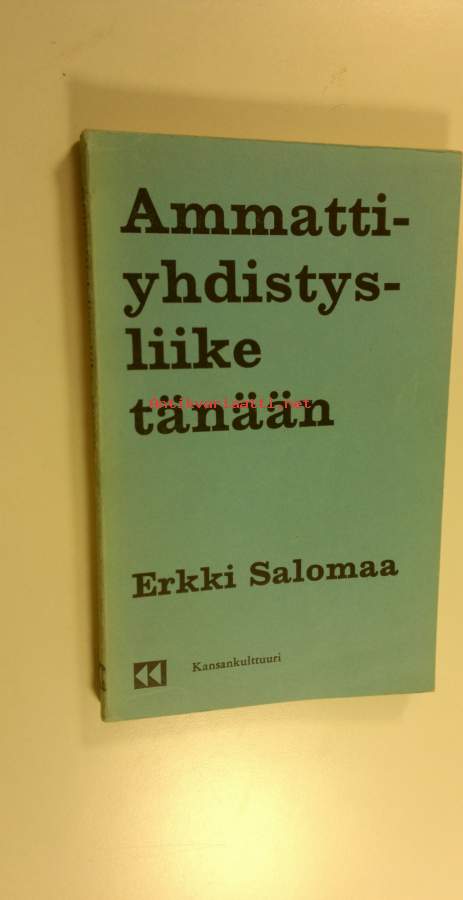 Ammatti-
yhdistys-
liike
Antikvariaatti.net
tänään
Erkki Salomaa
Kansankulttuuri